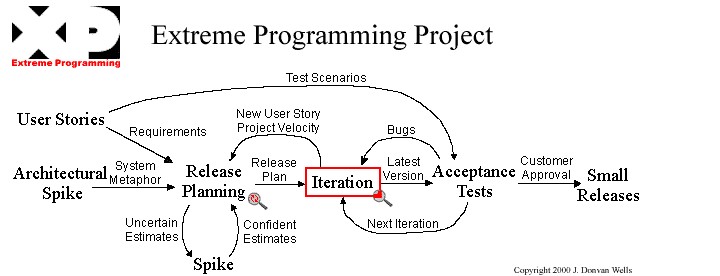 XP
Extreme Programming
Extreme Programming Project
Test Scenarios
User Stories
Requirements
New User Story
Project Velocity
Bugs
Architectural
Spike
System
Metaphor
Release
Planning
Release
Plan
Iteration
Latest
Version
Acceptance
Tests
Customer
Approval
Small
Releases
Uncertain
Estimates
Confident
Estimates
Next Iteration
Spike
Copyright 2000 J. Donvan Wells